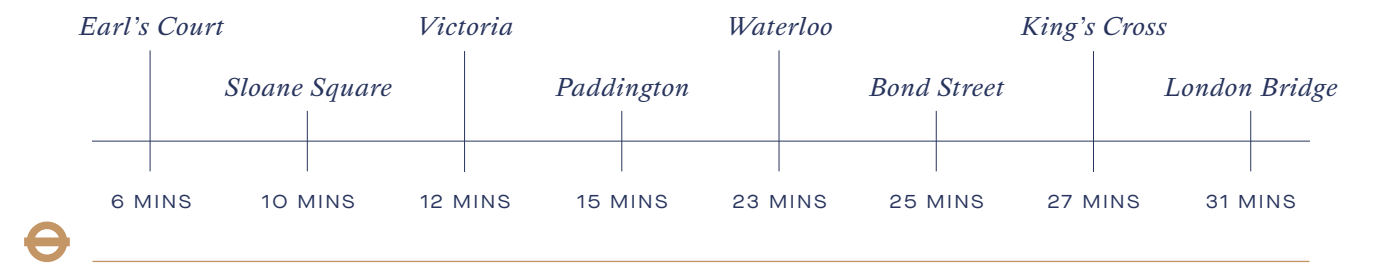 Earl’s Court Victoria Waterloo King’s Cross
Sloane Square Paddington Bond Street London Bridge
6 MINS 10 MINS 12 MINS 15 MINS 23 MINS 25 MINS 27 MINS 31 MINS